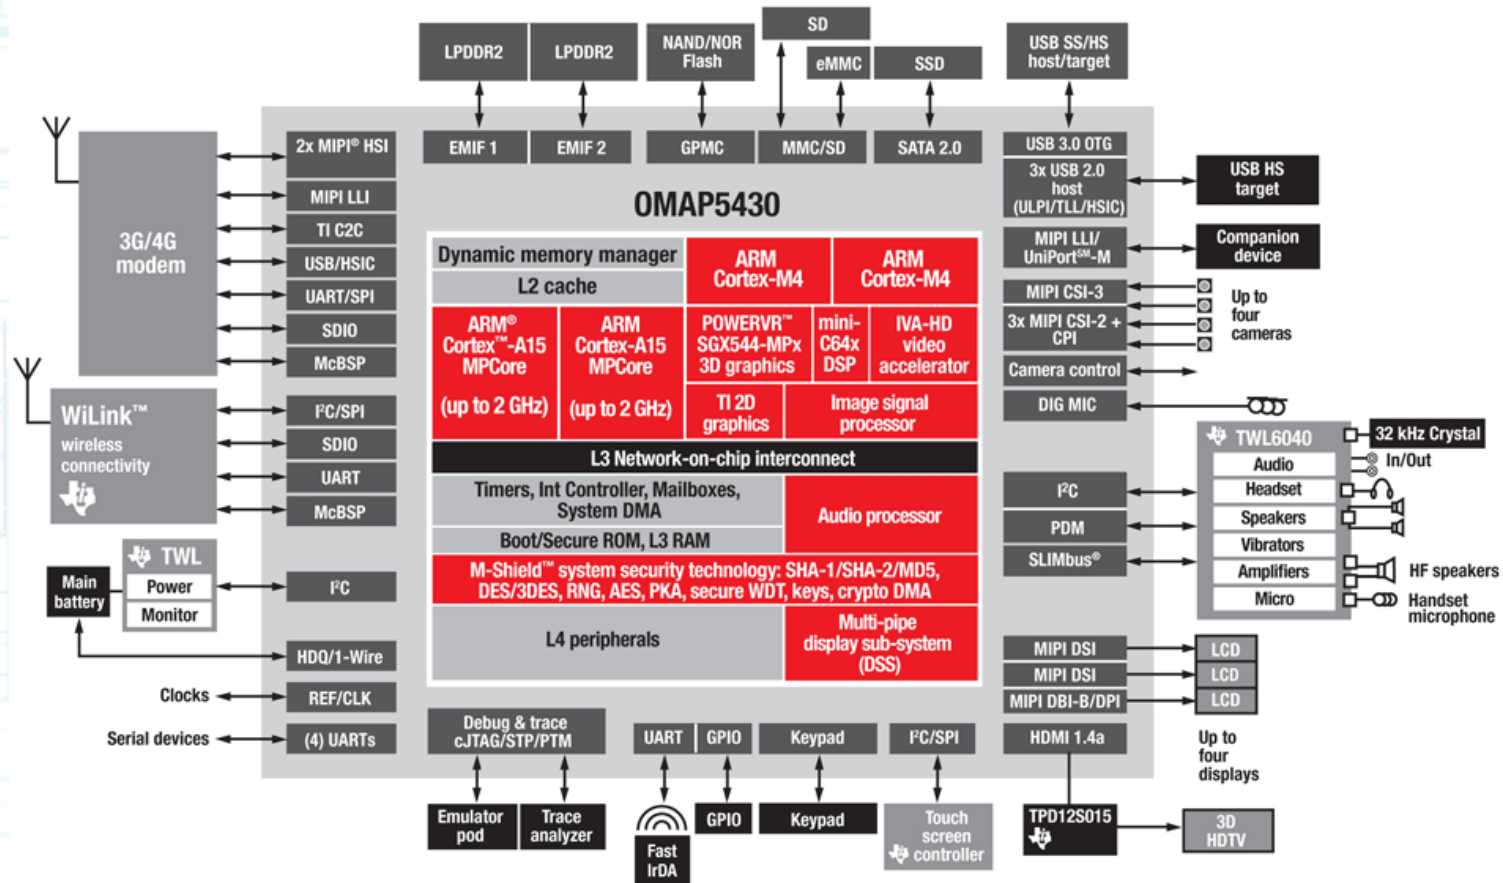 SD
LPDDR2
LPDDR2
NAND/NOR
Flash
eMMC
SSD
USB SS/HS
host/target
EMIF 1
EMIF 2
GPMC
MMC/SD
SATA 2.0
USB 3.0 OTG
3x USB 2.0
host
(ULPI/TLL/HSIC)
USB HS
target
MIPI LLI/
UniPort℠-M
Companion
device
MIPI CSI-3
3x MIPI CSI-2 +
CPI
Up to
four
cameras
Camera control
DIG MIC
3G/4G
modem
2x MIPI® HSI
MIPI LLI
TI C2C
USB/HSIC
UART/SPI
SDIO
McBSP
WiLink™
wireless
connectivity
I²C/SPI
SDIO
UART
McBSP
TWL
Power
Monitor
Main
battery
I²C
HDQ/1-Wire
Clocks
REF/CLK
Serial devices
(4) UARTs
OMAP5430
Dynamic memory manager
L2 cache
ARM
Cortex-M4
ARM
Cortex-M4
ARM®
Cortex™-A15
MPCore
(up to 2 GHz)
ARM
Cortex-A15
MPCore
(up to 2 GHz)
POWERVR™
SGX544-MPx
3D graphics
mini-
C64x
DSP
IVA-HD
video
accelerator
TI 2D
graphics
Image signal
processor
L3 Network-on-chip interconnect
Timers, Int Controller, Mailboxes,
System DMA
Boot/Secure ROM, L3 RAM
Audio processor
M-Shield™ system security technology: SHA-1/SHA-2/MD5,
DES/3DES, RNG, AES, PKA, secure WDT, keys, crypto DMA
L4 peripherals
Multi-pipe
display sub-system
(DSS)
I²C
PDM
SLIMbus®
TWL6040
Audio
Headset
Speakers
Vibrators
Amplifiers
Micro
32 kHz Crystal
In/Out
HF speakers
Handset
microphone
MIPI DSI
LCD
MIPI DSI
LCD
MIPI DBI-B/DPI
LCD
HDMI 1.4a
Up to
four
displays
Debug & trace
cJTAG/STP/PTM
UART
GPIO
Keypad
I²C/SPI
Emulator
pod
Trace
analyzer
Fast
IrDA
GPIO
Keypad
Touch
screen
controller
TPD12S015
3D
HDTV